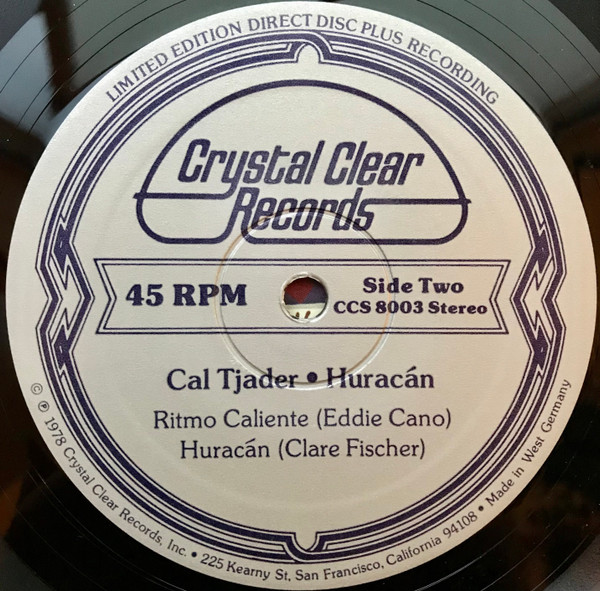 LIMITED EDITION DIRECT DISC PLUS RECORDING
Crystal Clear
Records
45 RPM
Side Two
CCS 8003 Stereo
Cal Tjader • Huracán
Ritmo Caliente (Eddie Cano)
Huracán (Clare Fischer)
© ℗ 1978 Crystal Clear Records, Inc. • 225 Kearny St, San Francisco, California 94108 • Made in West Germany